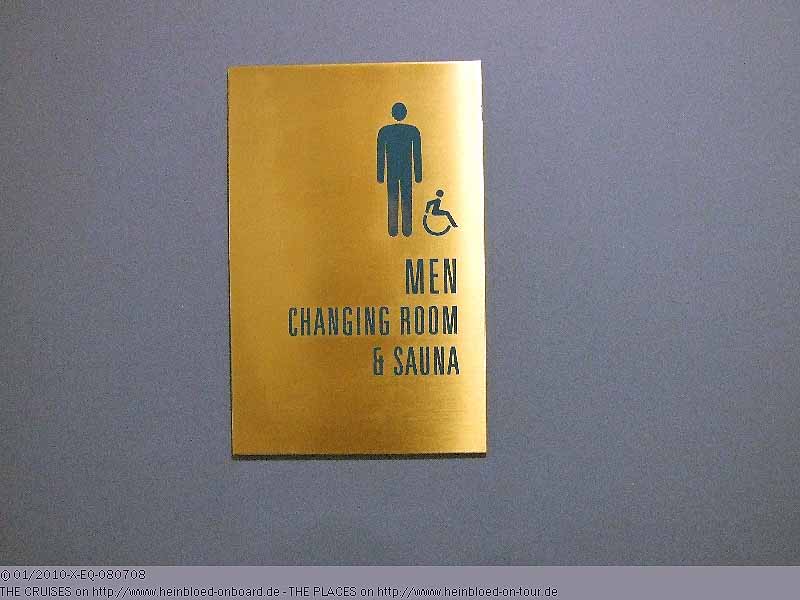 MEN
CHANGING ROOM
& SAUNA
©01/2010-X-EQ-080708
THE CRUISES on http://www.heinbloed-onboard.de - THE PLACES on http://www.heinbloed-on-tour.de